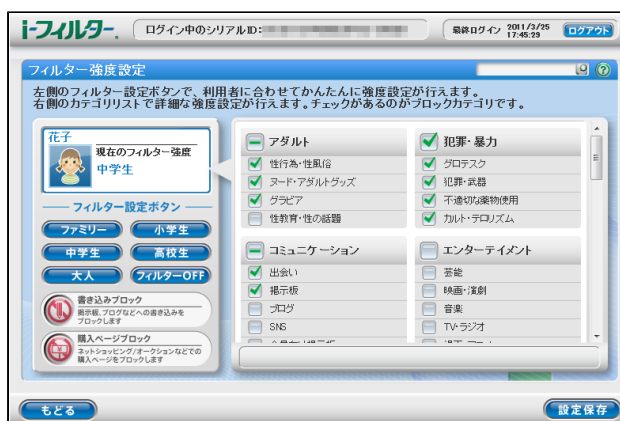 i-フィルター.
ログイン中のシリアルID:
最終ログイン 2011/3/25 17:45:29
ログアウト
フィルター強度設定
左側のフィルター設定ボタンで、利用者に合わせてかんたんに強度設定が行えます。
右側のカテゴリリストで詳細な強度設定が行えます。チェックがあるのがブロックカテゴリです。
花子
現在のフィルター強度
中学生
フィルター設定ボタン
ファミリー
小学生
中学生
高校生
大人
フィルターOFF
書き込みブロック
掲示板、ブログなどへの書き込みを
ブロックします
購入ページブロック
ネットショッピング/オークションなどでの
購入ページをブロックします
アダルト
性行為・性風俗
ヌード・アダルトグッズ
グラビア
性教育・性の話題
犯罪・暴力
グロテスク
犯罪・武器
不適切な薬物使用
カルト・テロリズム
コミュニケーション
出会い
掲示板
ブログ
SNS
エンターテイメント
芸能
映画・演劇
音楽
TV・ラジオ
もどる
設定保存